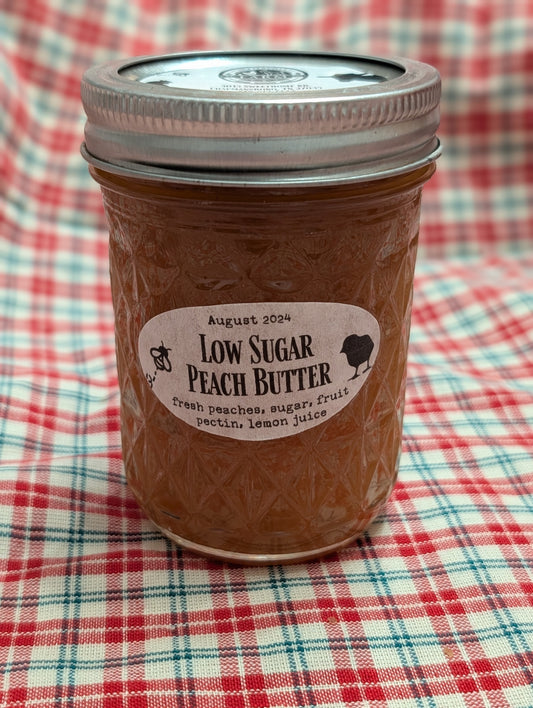 August 2024
Low Sugar
Peach Butter
fresh peaches, sugar, fruit
pectin, lemon juice